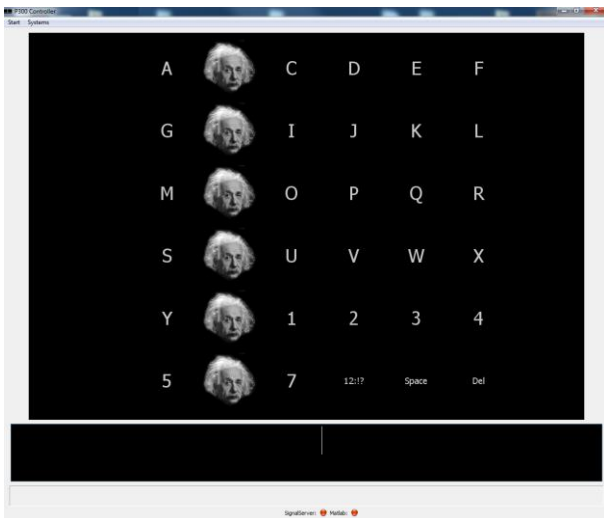 P300 Controller
Start Systems
A C D E F
G I J K L
M O P Q R
S U V W X
Y 1 2 3 4
5 7 12:!? Space Del
SignalServer: Matlab: